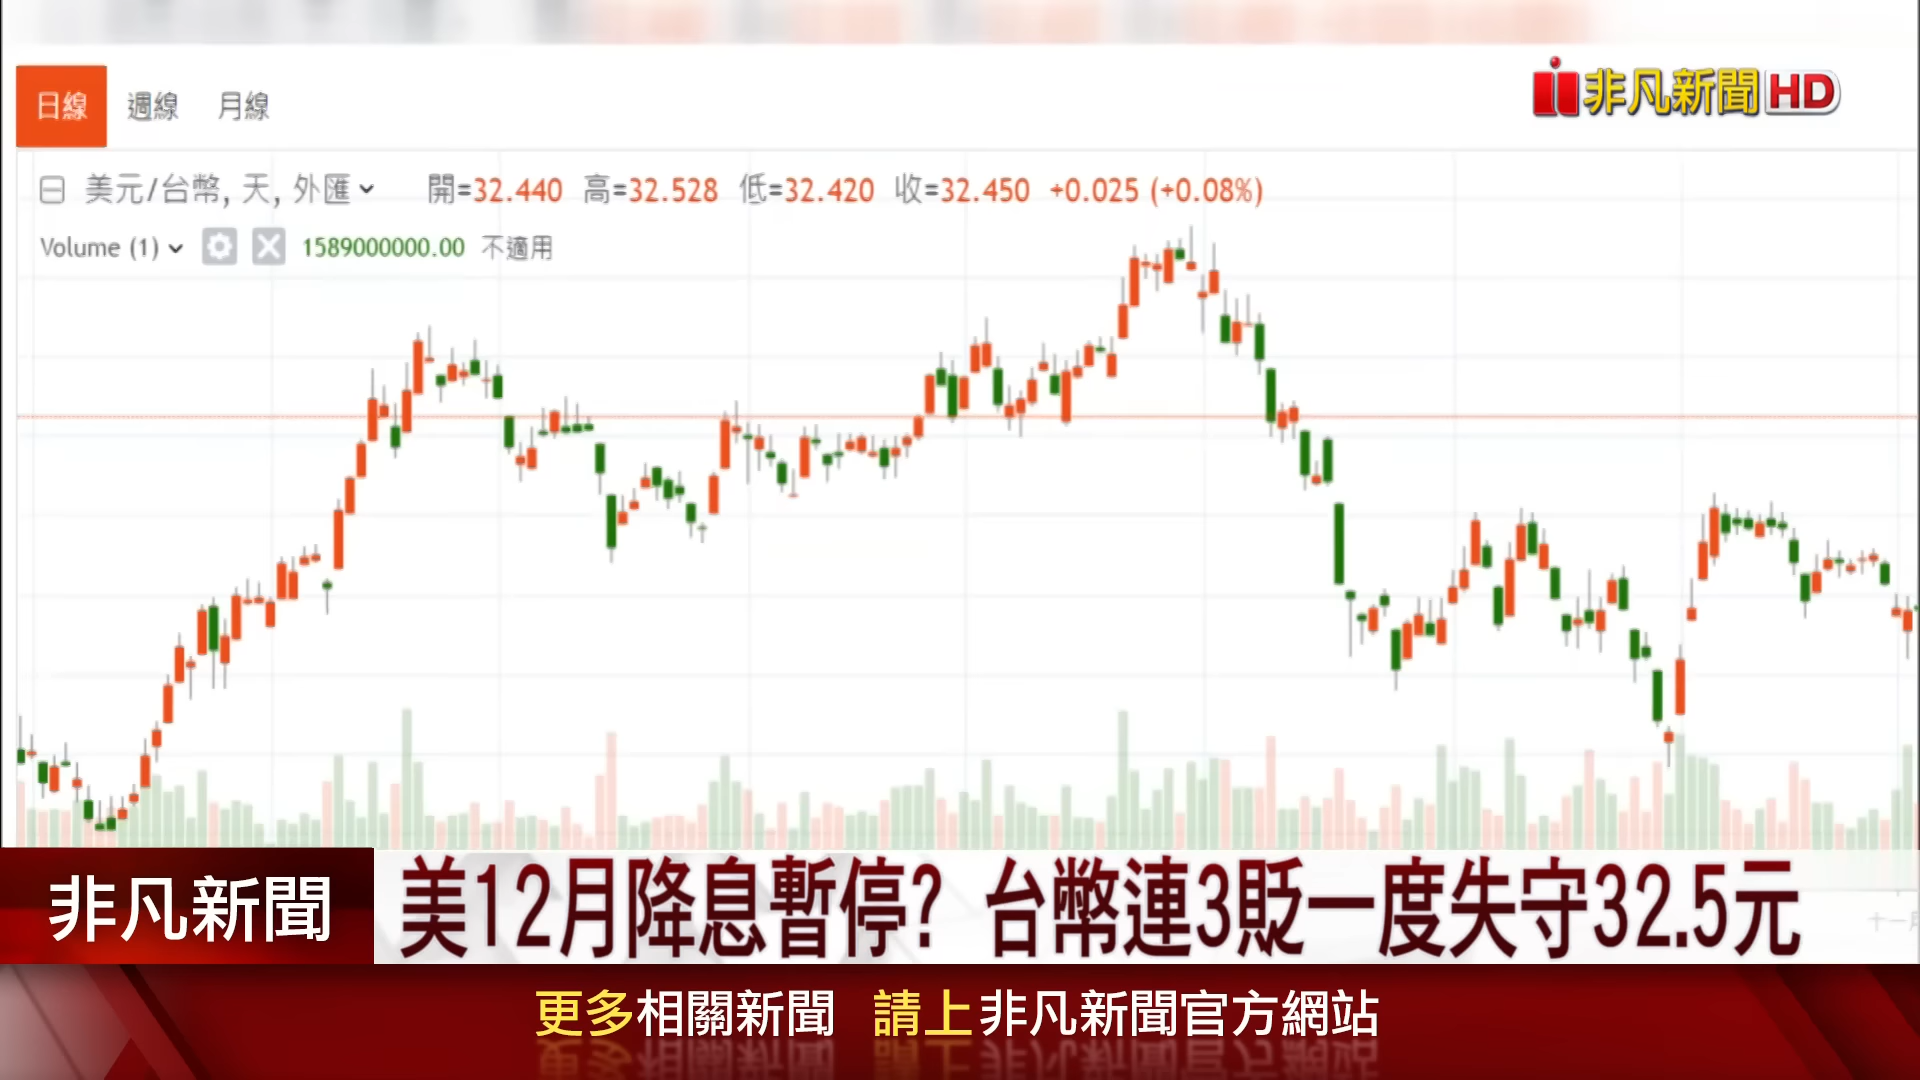 日線 週線 月線
非凡新聞HD
美元/台幣, 天, 外匯 開=32.440 高=32.528 低=32.420 收=32.450 +0.025 (+0.08%)
Volume (1) 1589000000.00 不適用
非凡新聞
美12月降息暫停? 台幣連3貶一度失守32.5元
十一月
更多相關新聞 請上非凡新聞官方網站